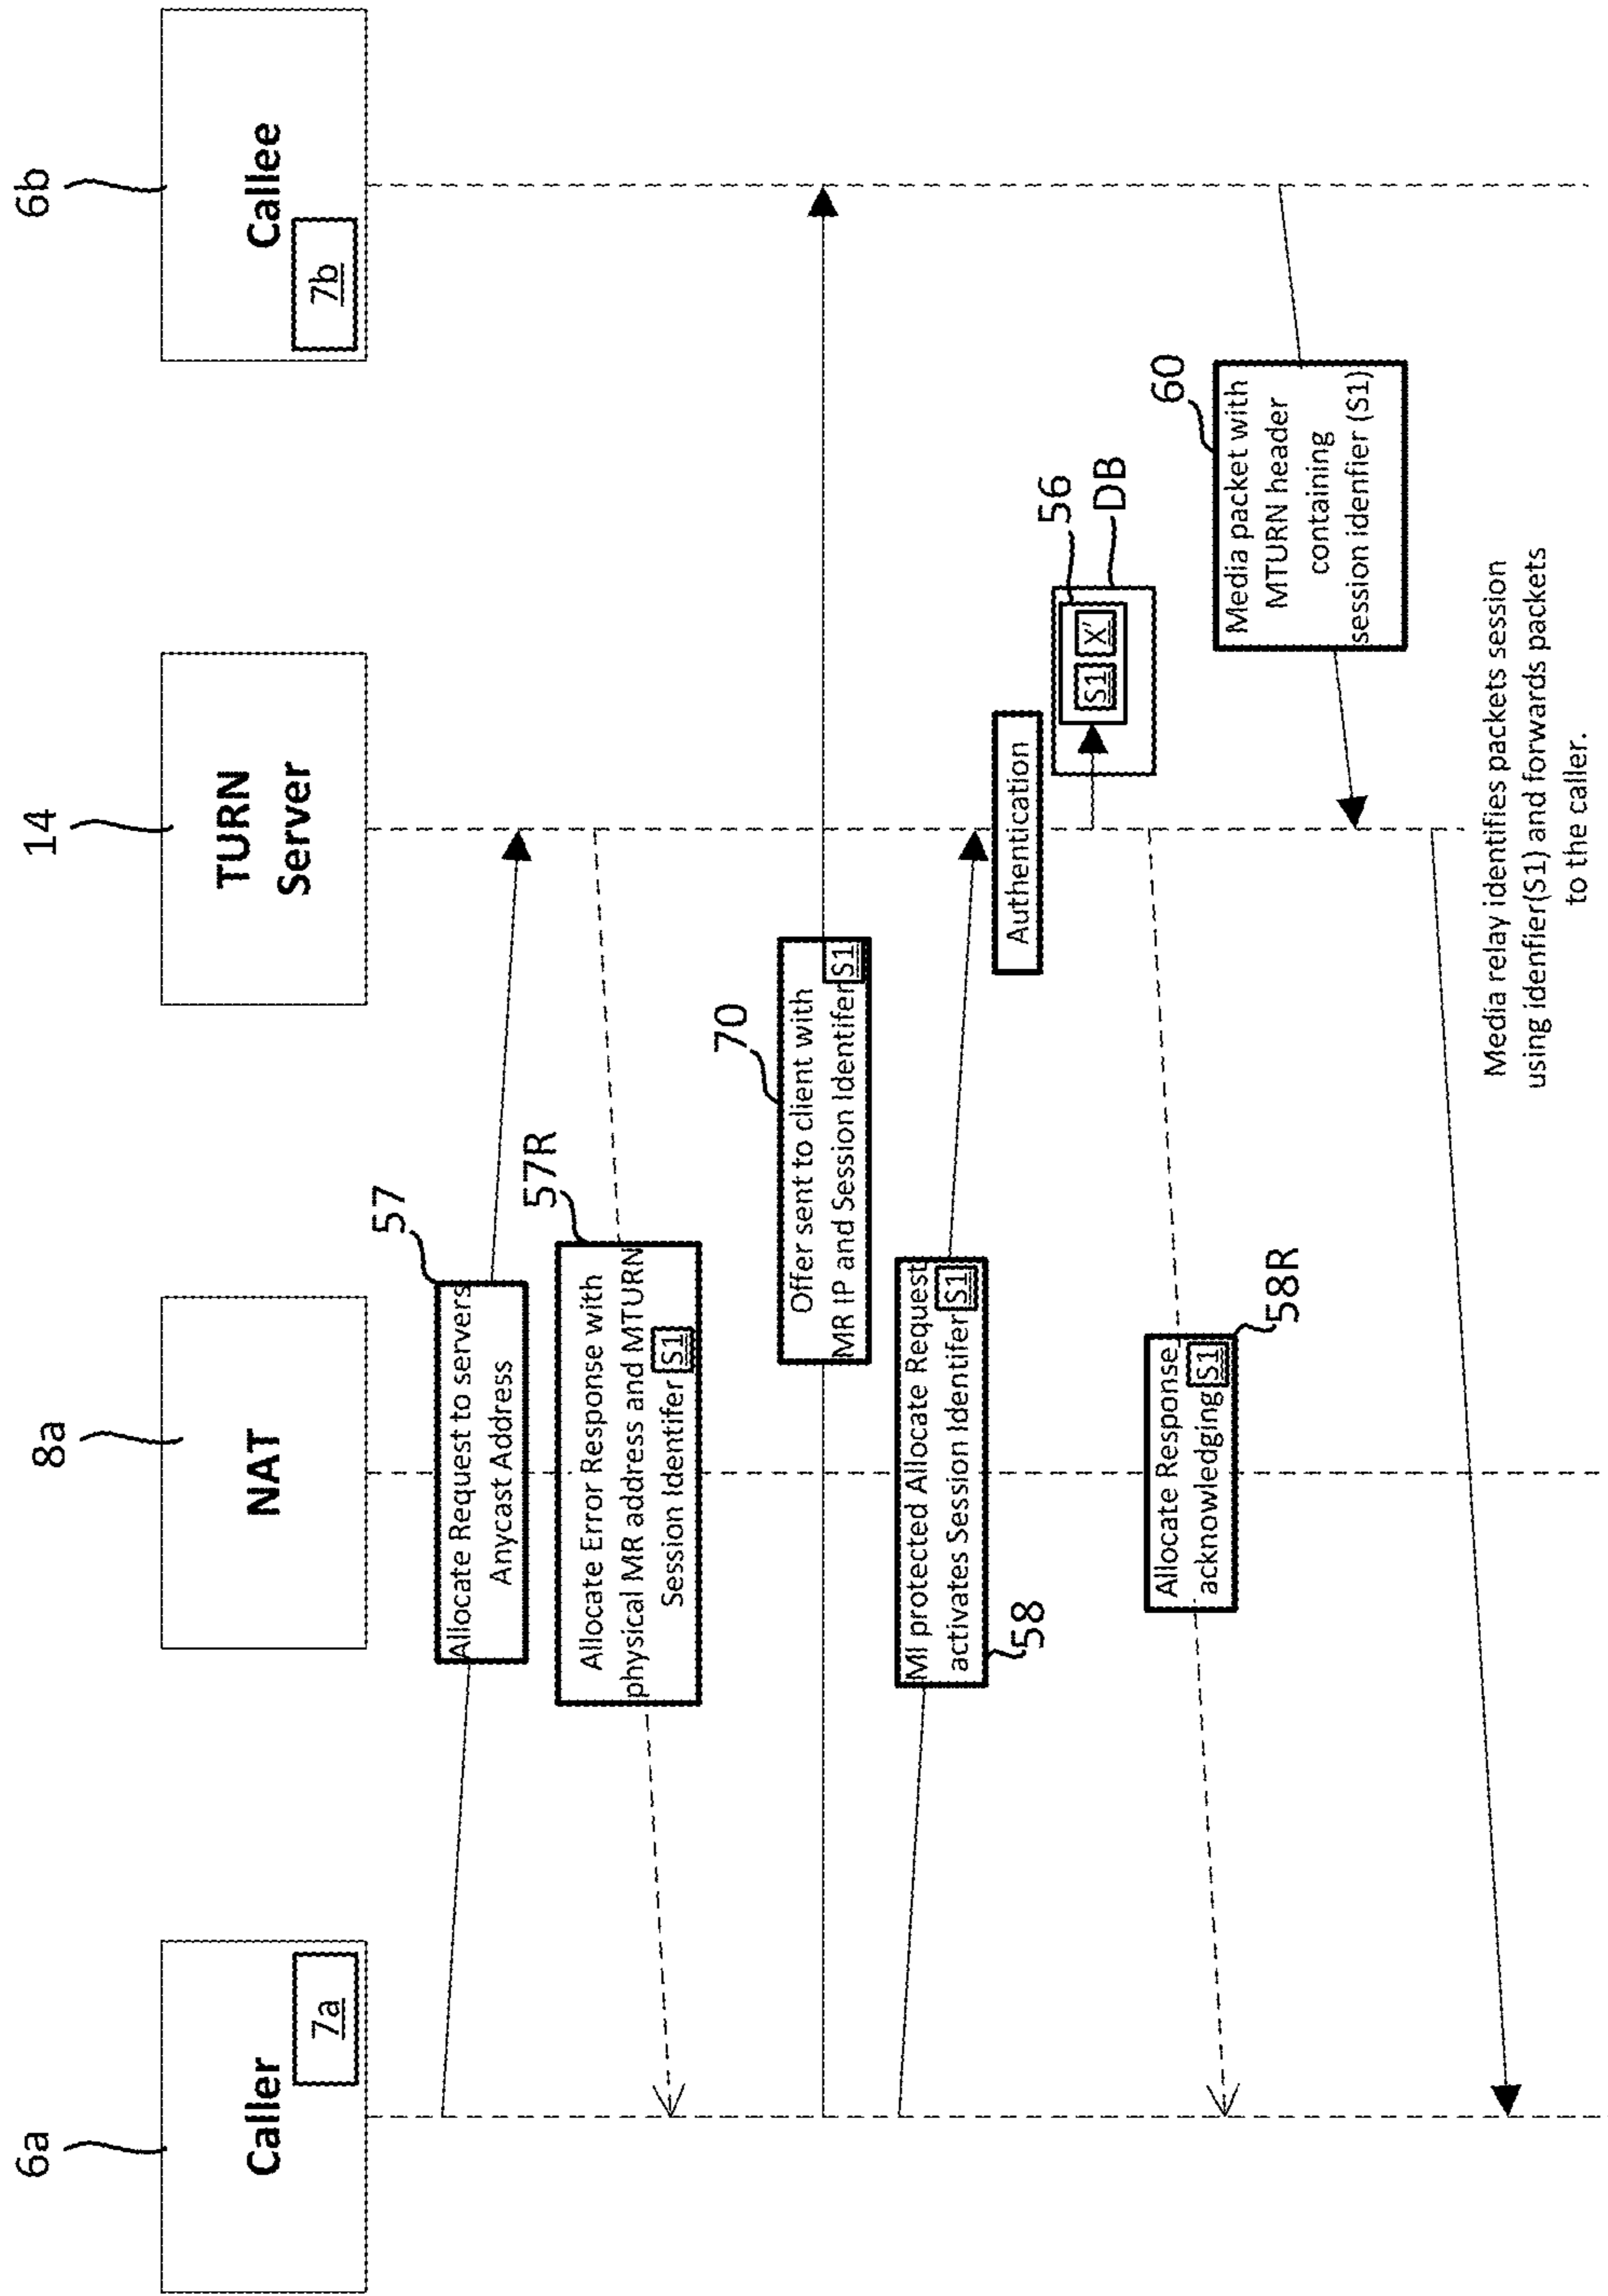 6a
8a
14
6b
Caller
7a
NAT
TURN
Server
Callee
7b
57
Allocate Request to servers
Anycast Address
57R
Allocate Error Response with
physical MR address and MTURN
Session Identifer S1
70
Offer sent to client with
MR IP and Session Identifer S1
MI protected Allocate Request
activates Session Identifer S1
58
Authentication
56
S1 X'
DB
Allocate Response
acknowledging S1
58R
60
Media packet with
MTURN header
containing
session idenfier (S1)
Media relay identifies packets session
using idenfier(S1) and forwards packets
to the caller.